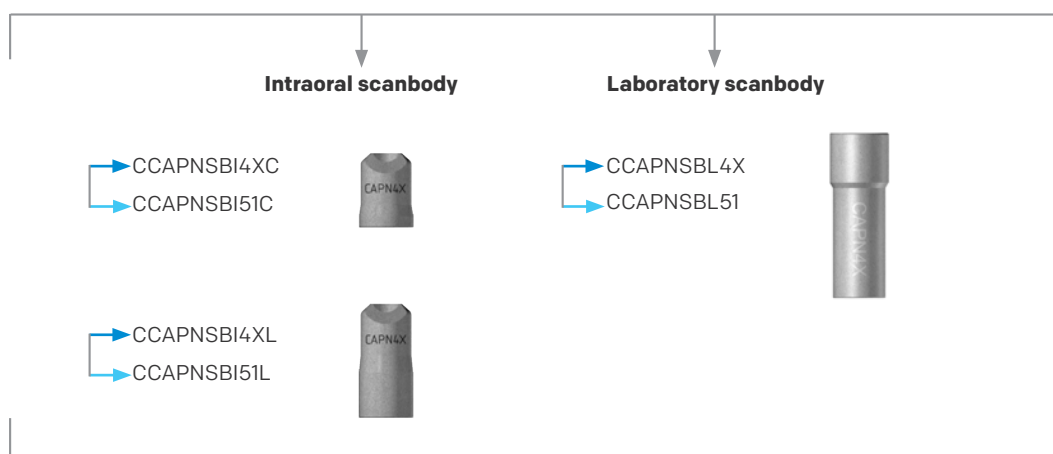 Intraoral scanbody
Laboratory scanbody
CCAPNSBI4XC
CCAPNSBI51C
CAPN4X
CCAPNSBL4X
CCAPNSBL51
CAPN4X
CCAPNSBI4XL
CCAPNSBI51L
CAPN4X